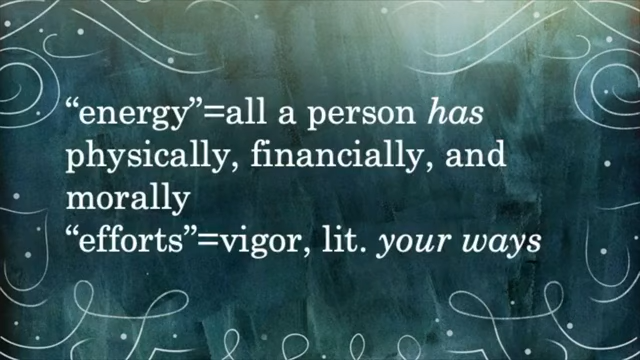 “energy”=all a person has
physically, financially, and
morally
“efforts”=vigor, lit. your ways